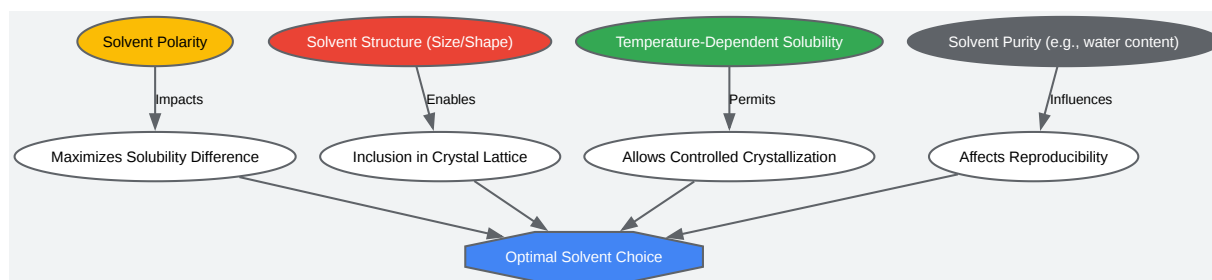 Solvent Polarity
Solvent Structure (Size/Shape)
Temperature-Dependent Solubility
Solvent Purity (e.g., water content)
Impacts
Enables
Permits
Influences
Maximizes Solubility Difference
Inclusion in Crystal Lattice
Allows Controlled Crystallization
Affects Reproducibility
Optimal Solvent Choice